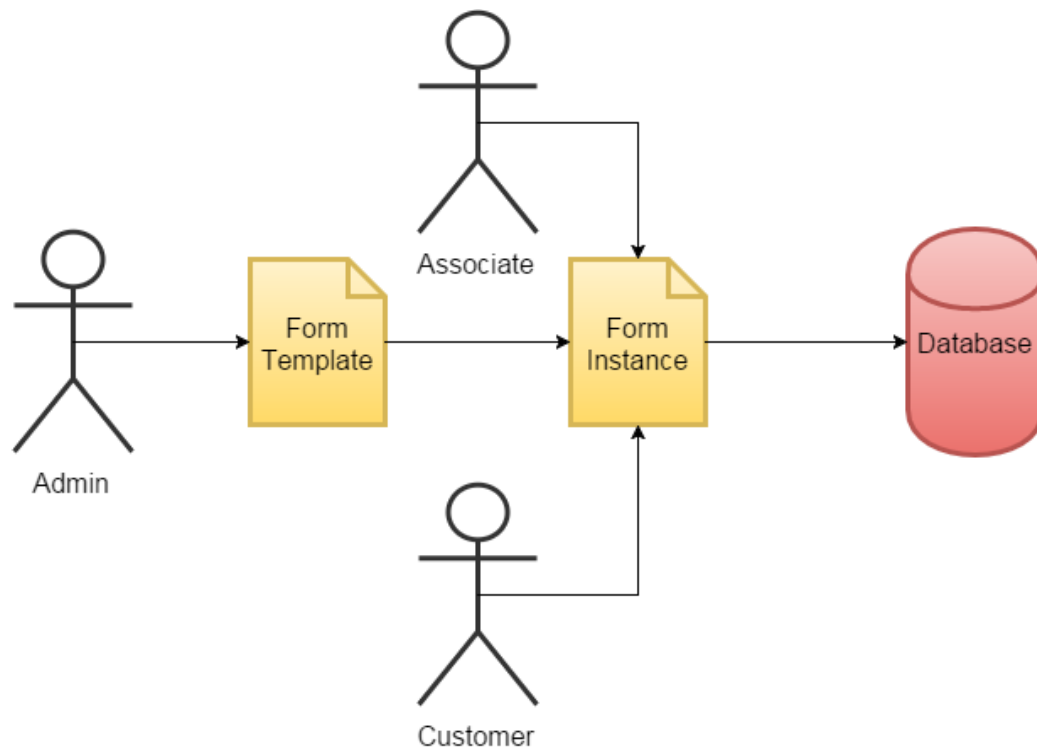 Associate
Form
Template
Form
Instance
Database
Admin
Customer